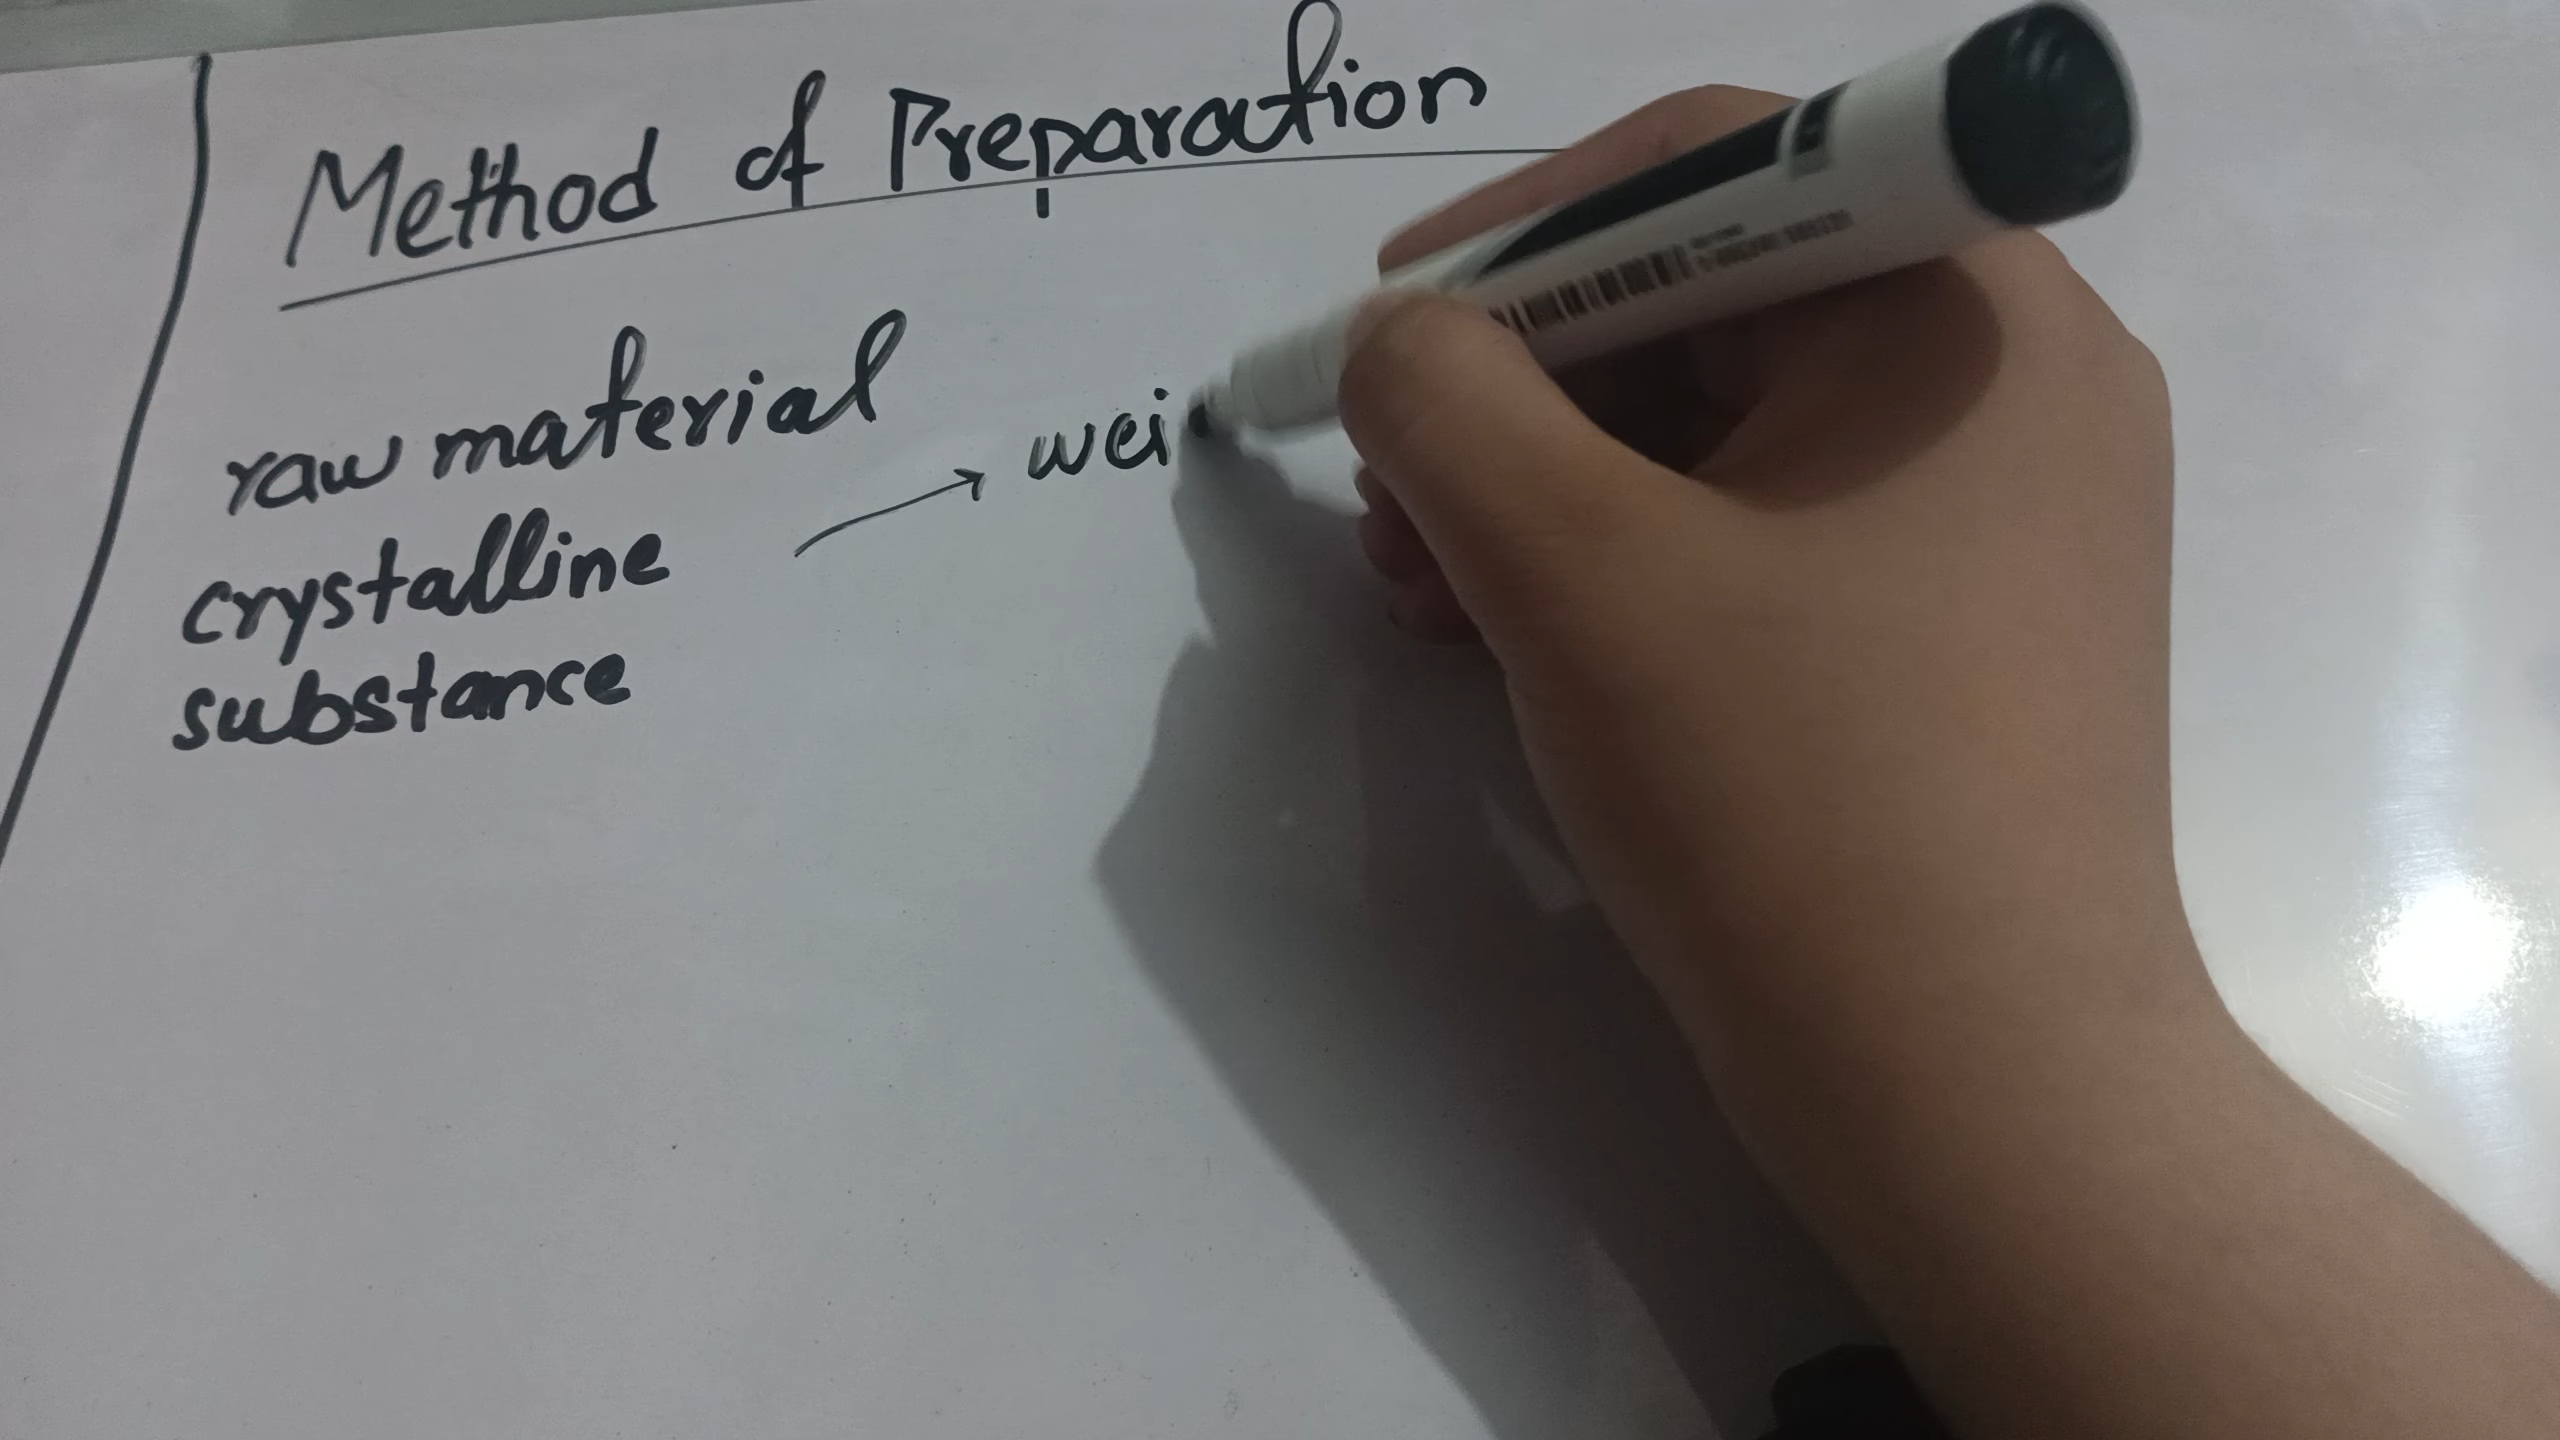 Method of Preparation
raw material
crystalline
substance
→ wei